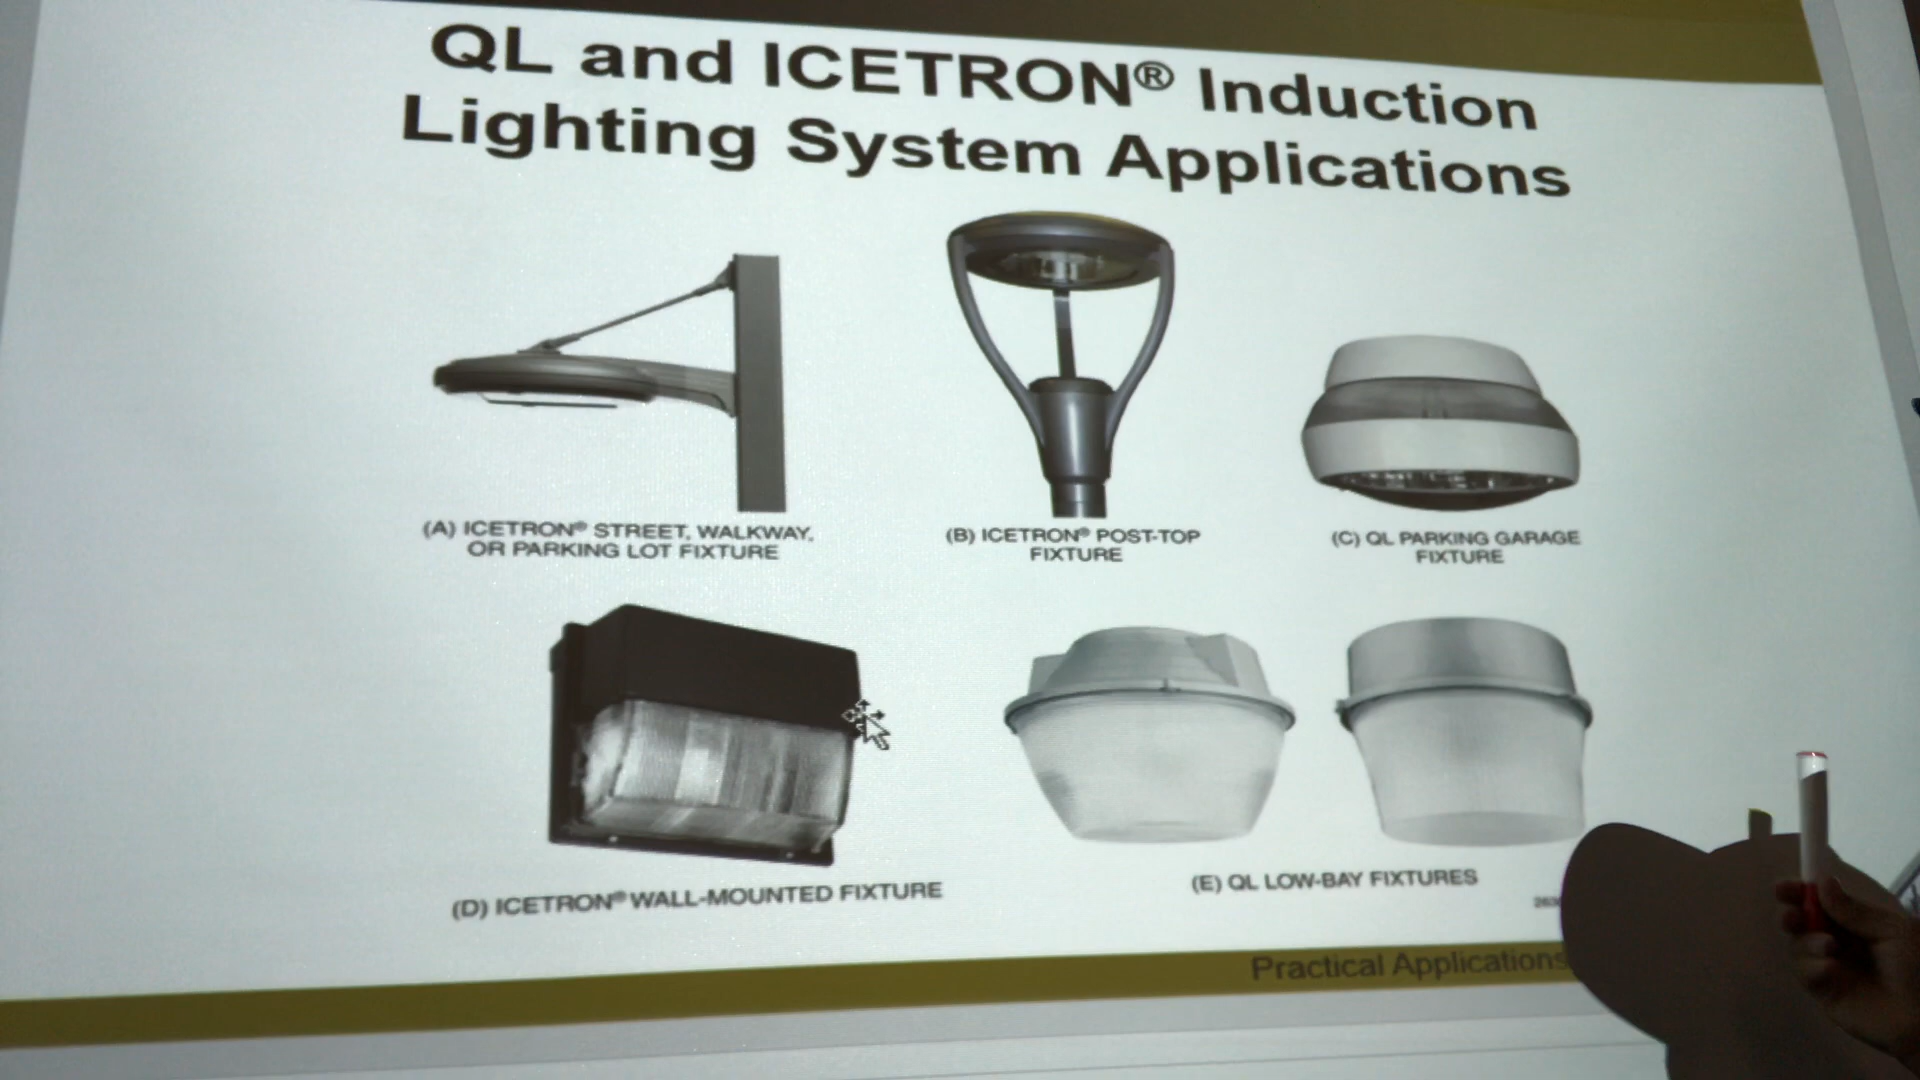 QL and ICETRON® Induction
Lighting System Applications
(A) ICETRON® STREET, WALKWAY,
OR PARKING LOT FIXTURE
(B) ICETRON® POST-TOP
FIXTURE
(C) QL PARKING GARAGE
FIXTURE
(D) ICETRON® WALL-MOUNTED FIXTURE
(E) QL LOW-BAY FIXTURES
Practical Applications